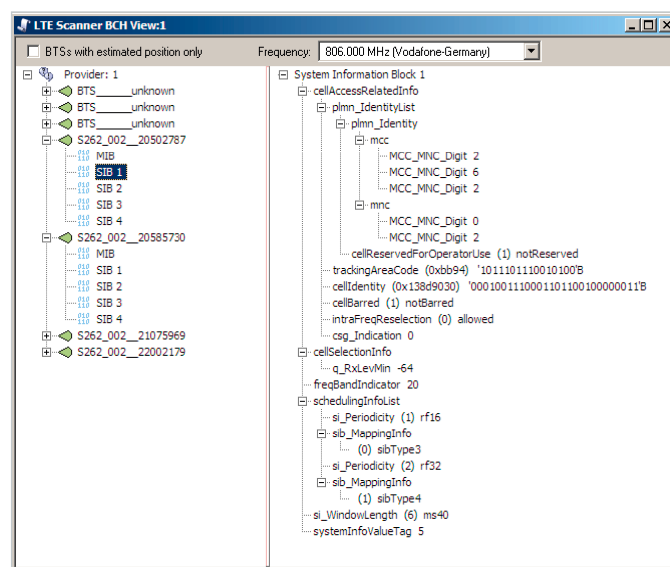 LTE Scanner BCH View:1
BTSs with estimated position only
Frequency: 806.000 MHz (Vodafone-Germany)
Provider: 1
BTS______unknown
BTS______unknown
BTS______unknown
S262_002__20502787
MIB
SIB 1
SIB 2
SIB 3
SIB 4
S262_002__20585730
MIB
SIB 1
SIB 2
SIB 3
SIB 4
S262_002__21075969
S262_002__22002179
System Information Block 1
cellAccessRelatedInfo
plmn_IdentityList
plmn_Identity
mcc
MCC_MNC_Digit 2
MCC_MNC_Digit 6
MCC_MNC_Digit 2
mnc
MCC_MNC_Digit 0
MCC_MNC_Digit 2
cellReservedForOperatorUse (1) notReserved
trackingAreaCode (0xbb94) '1011101110010100'B
cellIdentity (0x138d9030) '0001001110001101100100000011'B
cellBarred (1) notBarred
intraFreqReselection (0) allowed
csg_Indication 0
cellSelectionInfo
q_RxLevMin -64
freqBandIndicator 20
schedulingInfoList
si_Periodicity (1) rf16
sib_MappingInfo
(0) sibType3
si_Periodicity (2) rf32
sib_MappingInfo
(1) sibType4
si_WindowLength (6) ms40
systemInfoValueTag 5